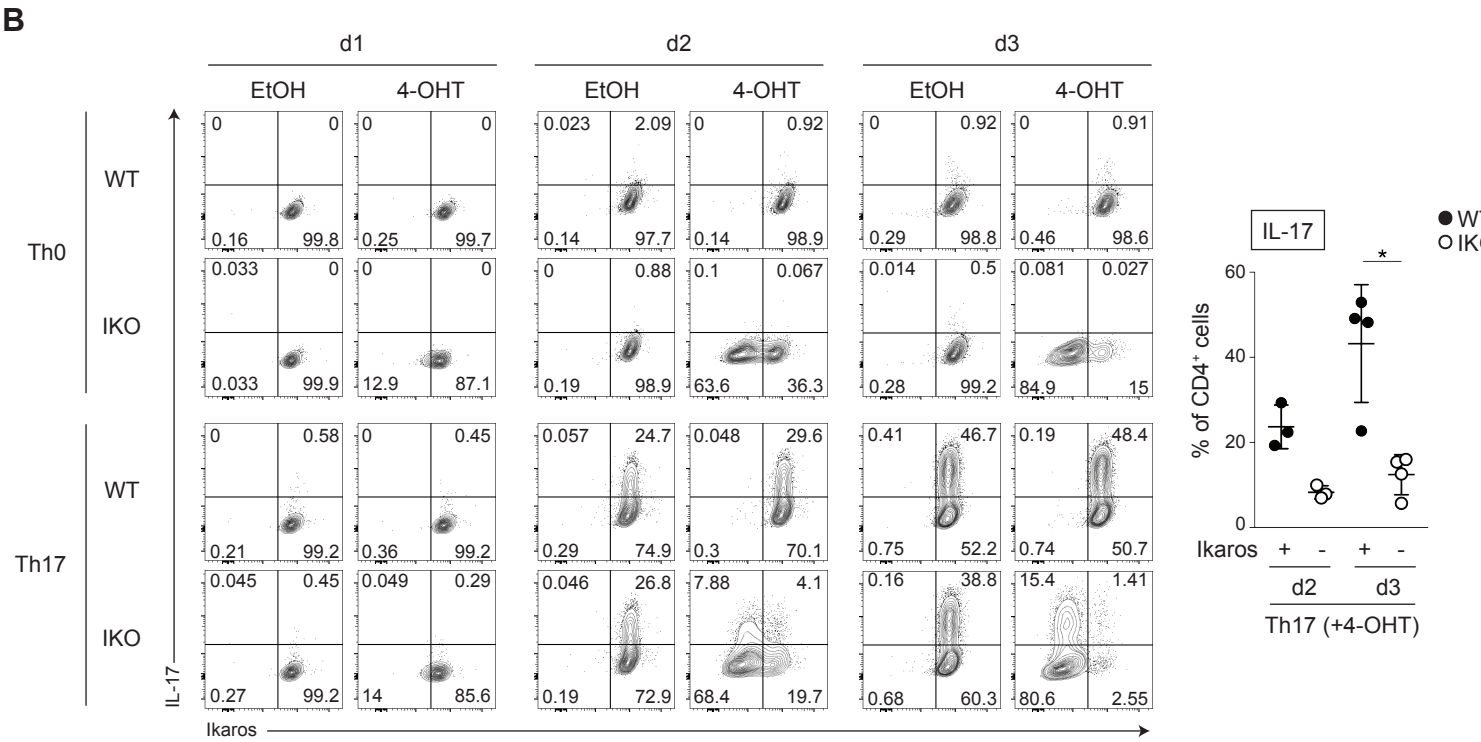 B
d1 d2 d3
EtOH 4-OHT EtOH 4-OHT EtOH 4-OHT
0 0 0 0 0.023 2.09 0 0.92 0 0.92 0 0.91
WT
0.16 99.8 0.25 99.7 0.14 97.7 0.14 98.9 0.29 98.8 0.46 98.6
Th0
0.033 0 0 0 0 0.88 0.1 0.067 0.014 0.5 0.081 0.027
IKO
0.033 99.9 12.9 87.1 0.19 98.9 63.6 36.3 0.28 99.2 84.9 15
0 0.58 0 0.45 0.057 24.7 0.048 29.6 0.41 46.7 0.19 48.4
WT
0.21 99.2 0.36 99.2 0.29 74.9 0.3 70.1 0.75 52.2 0.74 50.7
Th17
0.045 0.45 0.049 0.29 0.046 26.8 7.88 4.1 0.16 38.8 15.4 1.41
IKO
0.27 99.2 14 85.6 0.19 72.9 68.4 19.7 0.68 60.3 80.6 2.55
IL-17
Ikaros
IL-17
*
60
40
20
0
% of CD4+ cells
Ikaros + - + -
d2 d3
Th17 (+4-OHT)